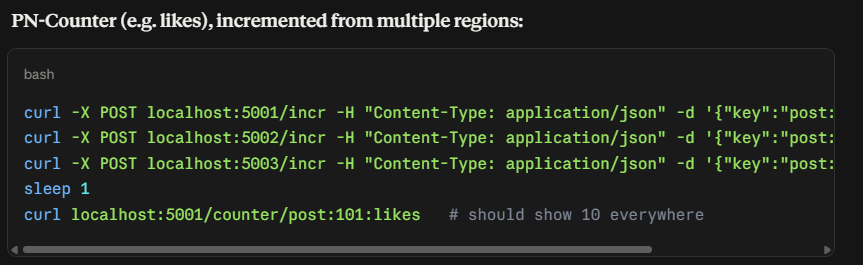 PN-Counter (e.g. likes), incremented from multiple regions:
bash
curl -X POST localhost:5001/incr -H "Content-Type: application/json" -d '{"key":"post:
curl -X POST localhost:5002/incr -H "Content-Type: application/json" -d '{"key":"post:
curl -X POST localhost:5003/incr -H "Content-Type: application/json" -d '{"key":"post:
sleep 1
curl localhost:5001/counter/post:101:likes   # should show 10 everywhere